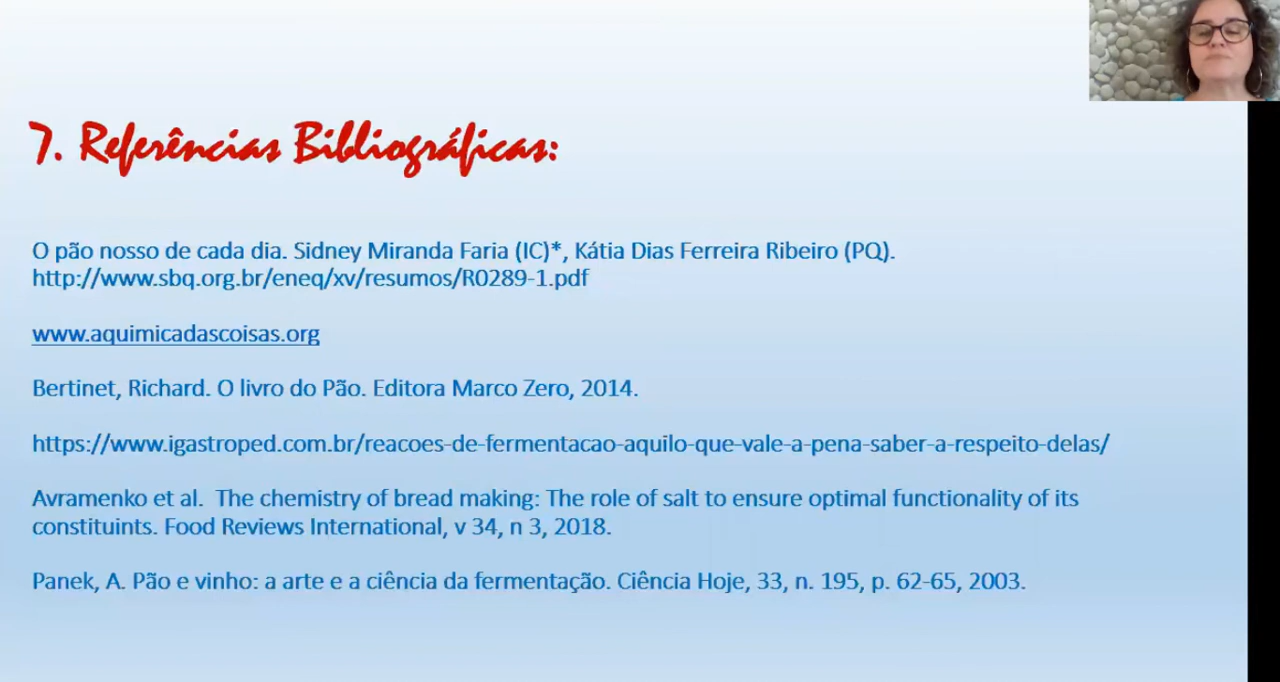 7. Referências Bibliográficas:
O pão nosso de cada dia. Sidney Miranda Faria (IC)*, Kátia Dias Ferreira Ribeiro (PQ).
http://www.sbq.org.br/eneq/xv/resumos/R0289-1.pdf
www.aquimicadascoisas.org
Bertinet, Richard. O livro do Pão. Editora Marco Zero, 2014.
https://www.igastroped.com.br/reacoes-de-fermentacao-aquilo-que-vale-a-pena-saber-a-respeito-delas/
Avramenko et al.  The chemistry of bread making: The role of salt to ensure optimal functionality of its
constituints. Food Reviews International, v 34, n 3, 2018.
Panek, A. Pão e vinho: a arte e a ciência da fermentação. Ciência Hoje, 33, n. 195, p. 62-65, 2003.